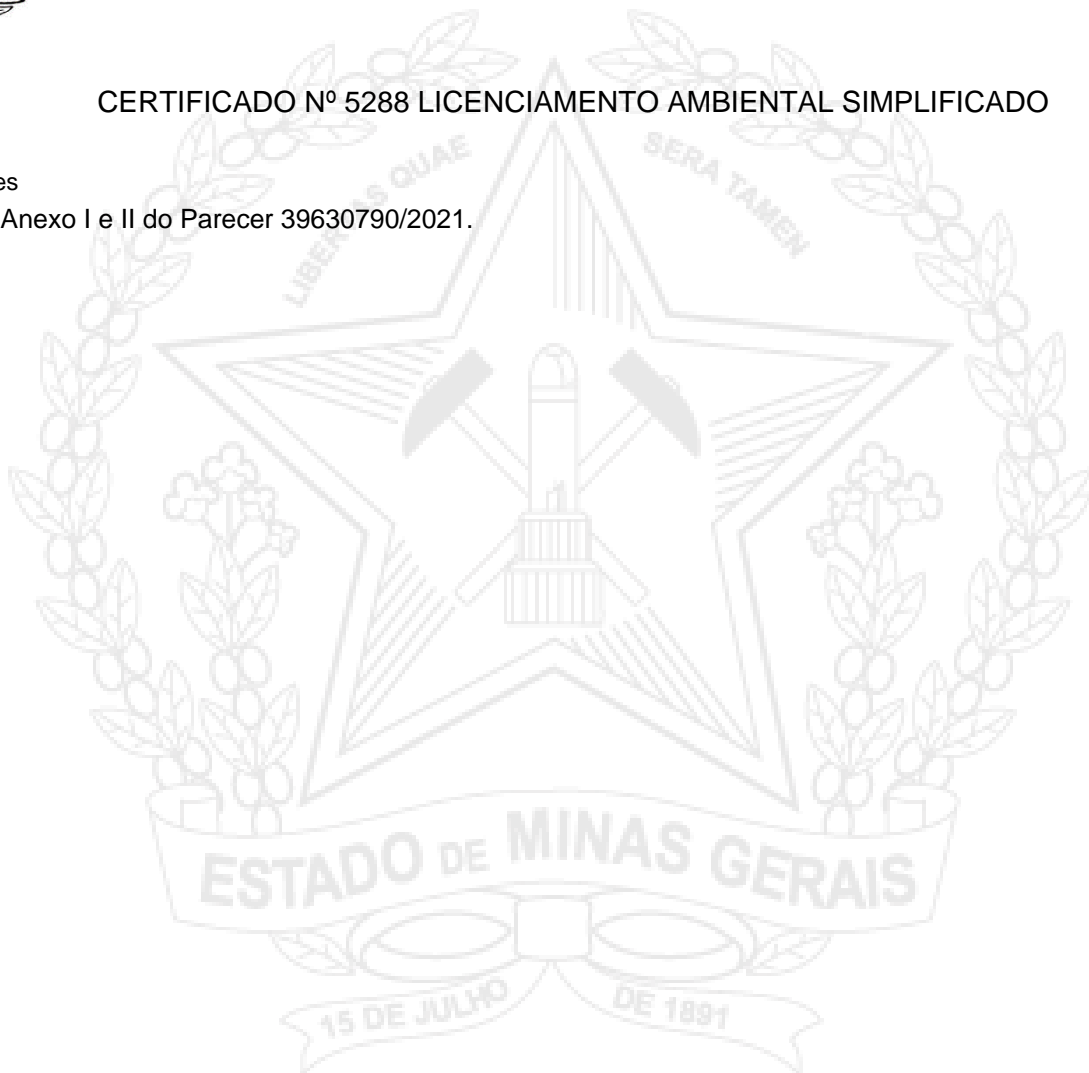 CERTIFICADO Nº 5288 LICENCIAMENTO AMBIENTAL SIMPLIFICADO
es
Anexo I e II do Parecer 39630790/2021.
LIBERTAS QUAE SERA TAMEN
ESTADO DE MINAS GERAIS
15 DE JULHO DE 1891